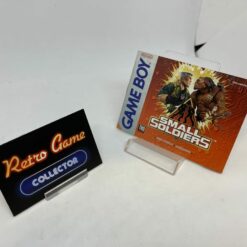 Retro Game
COLLECTOR
GAME BOY
SMALL
SOLDIERS